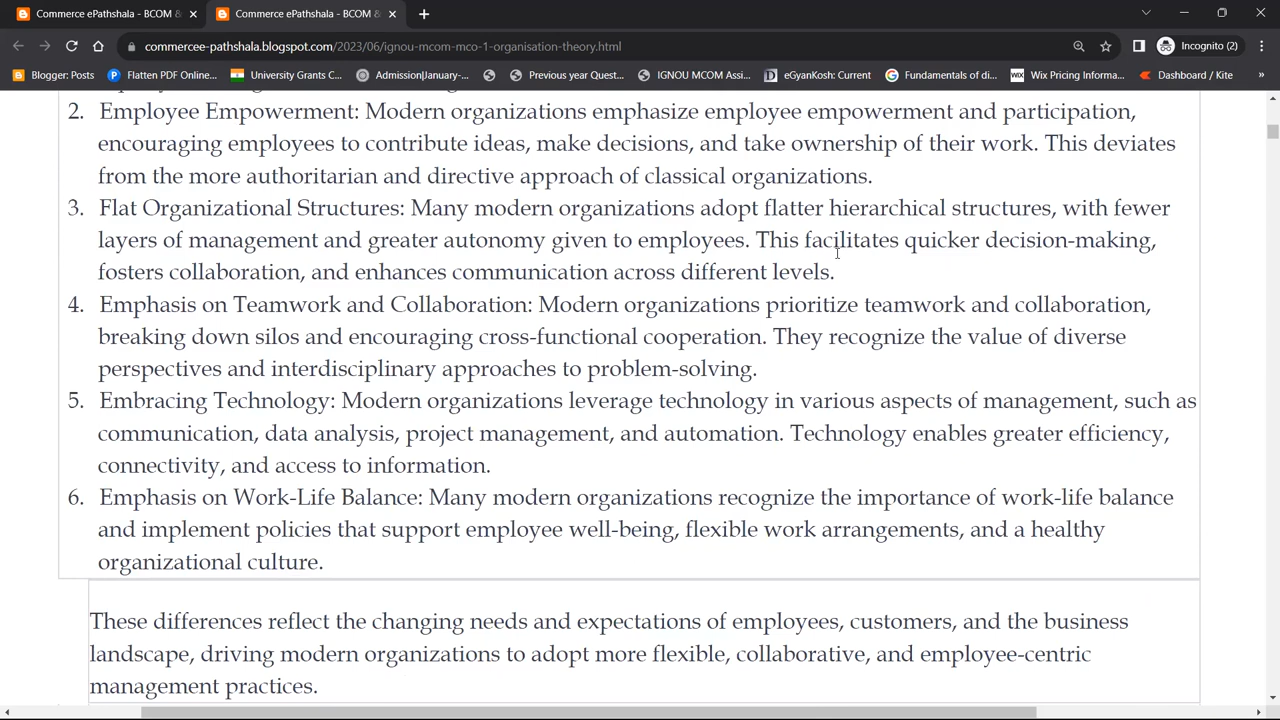 Commerce ePathshala - BCOM &
Commerce ePathshala - BCOM &
commercee-pathshala.blogspot.com/2023/06/ignou-mcom-mco-1-organisation-theory.html
Incognito (2)
Blogger: Posts
Flatten PDF Online...
University Grants C...
Admission|January-...
Previous year Quest...
IGNOU MCOM Assi...
eGyanKosh: Current
Fundamentals of di...
WIX Wix Pricing Informa...
Dashboard / Kite
»
2. Employee Empowerment: Modern organizations emphasize employee empowerment and participation,
encouraging employees to contribute ideas, make decisions, and take ownership of their work. This deviates
from the more authoritarian and directive approach of classical organizations.
3. Flat Organizational Structures: Many modern organizations adopt flatter hierarchical structures, with fewer
layers of management and greater autonomy given to employees. This facilitates quicker decision-making,
fosters collaboration, and enhances communication across different levels.
4. Emphasis on Teamwork and Collaboration: Modern organizations prioritize teamwork and collaboration,
breaking down silos and encouraging cross-functional cooperation. They recognize the value of diverse
perspectives and interdisciplinary approaches to problem-solving.
5. Embracing Technology: Modern organizations leverage technology in various aspects of management, such as
communication, data analysis, project management, and automation. Technology enables greater efficiency,
connectivity, and access to information.
6. Emphasis on Work-Life Balance: Many modern organizations recognize the importance of work-life balance
and implement policies that support employee well-being, flexible work arrangements, and a healthy
organizational culture.
These differences reflect the changing needs and expectations of employees, customers, and the business
landscape, driving modern organizations to adopt more flexible, collaborative, and employee-centric
management practices.